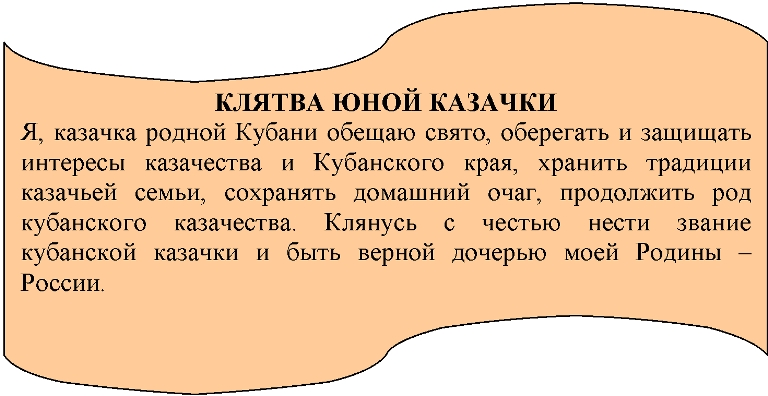 КЛЯТВА ЮНОЙ КАЗАЧКИ
Я, казачка родной Кубани обещаю свято, оберегать и защищать
интересы казачества и Кубанского края, хранить традиции
казачьей семьи, сохранять домашний очаг, продолжить род
кубанского казачества. Клянусь с честью нести звание
кубанской казачки и быть верной дочерью моей Родины –
России.